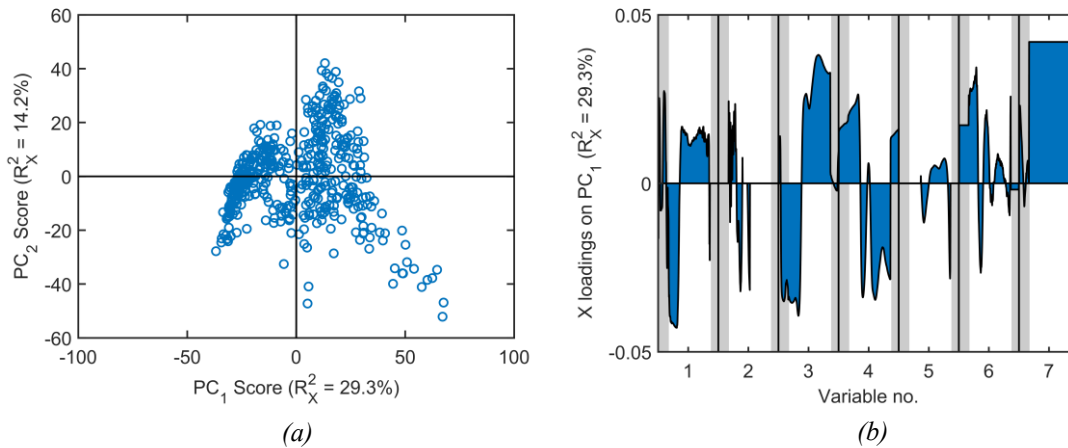 60
40
20
0
-20
-40
-60
-100
-50
0
50
100
PC₂ Score (R²ₓ = 14.2%)
PC₁ Score (R²ₓ = 29.3%)
(a)
0.05
0
-0.05
1 2 3 4 5 6 7
X loadings on PC₁ (R²ₓ = 29.3%)
Variable no.
(b)